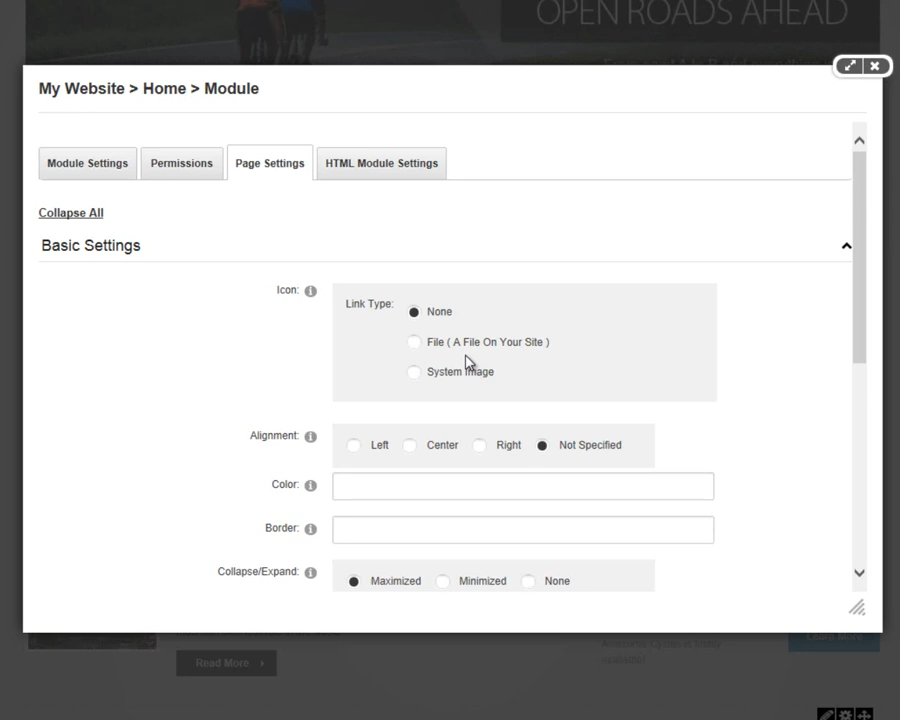 OPEN ROADS AHEAD
My Website > Home > Module
Module Settings
Permissions
Page Settings
HTML Module Settings
Collapse All
Basic Settings
Icon:
Link Type:
None
File ( A File On Your Site )
System Image
Alignment:
Left
Center
Right
Not Specified
Color:
Border:
Collapse/Expand:
Maximized
Minimized
None
Learn More
Read More